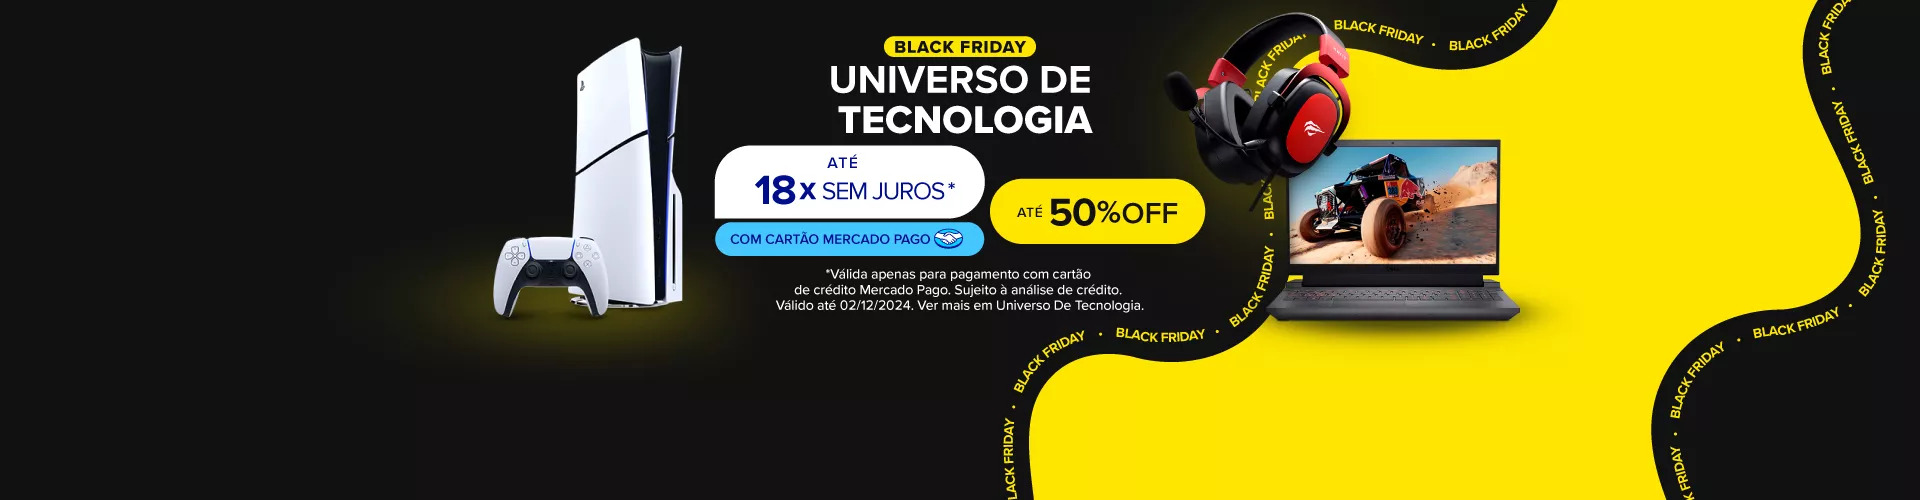 BLACK FRIDAY
UNIVERSO DE
TECNOLOGIA
ATÉ
18X SEM JUROS*
COM CARTÃO MERCADO PAGO
ATÉ 50%OFF
*Válida apenas para pagamento com cartão
de crédito Mercado Pago. Sujeito à análise de crédito.
Válido até 02/12/2024. Ver mais em Universo De Tecnologia.
BLACK FRIDAY • BLACK FRIDAY • BLACK FRIDAY • BLACK FRIDAY
BLACK FRIDAY • BLACK FRIDAY
BLACK FRIDAY • BLACK FRIDAY • BLACK FRIDAY • BLACK FRIDAY • BLACK FRIDAY